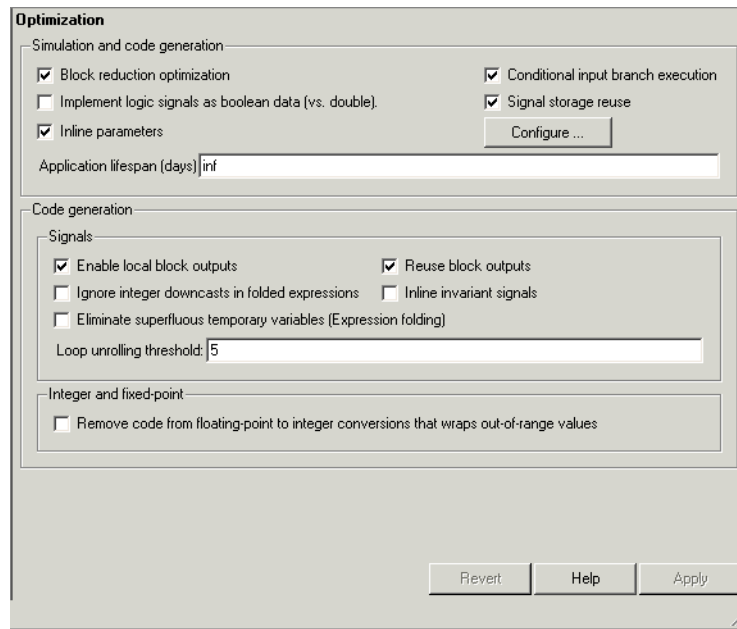 Optimization
Simulation and code generation
Block reduction optimization
Conditional input branch execution
Implement logic signals as boolean data (vs. double).
Signal storage reuse
Inline parameters
Configure ...
Application lifespan (days) inf
Code generation
Signals
Enable local block outputs
Reuse block outputs
Ignore integer downcasts in folded expressions
Inline invariant signals
Eliminate superfluous temporary variables (Expression folding)
Loop unrolling threshold: 5
Integer and fixed-point
Remove code from floating-point to integer conversions that wraps out-of-range values
Revert Help Apply